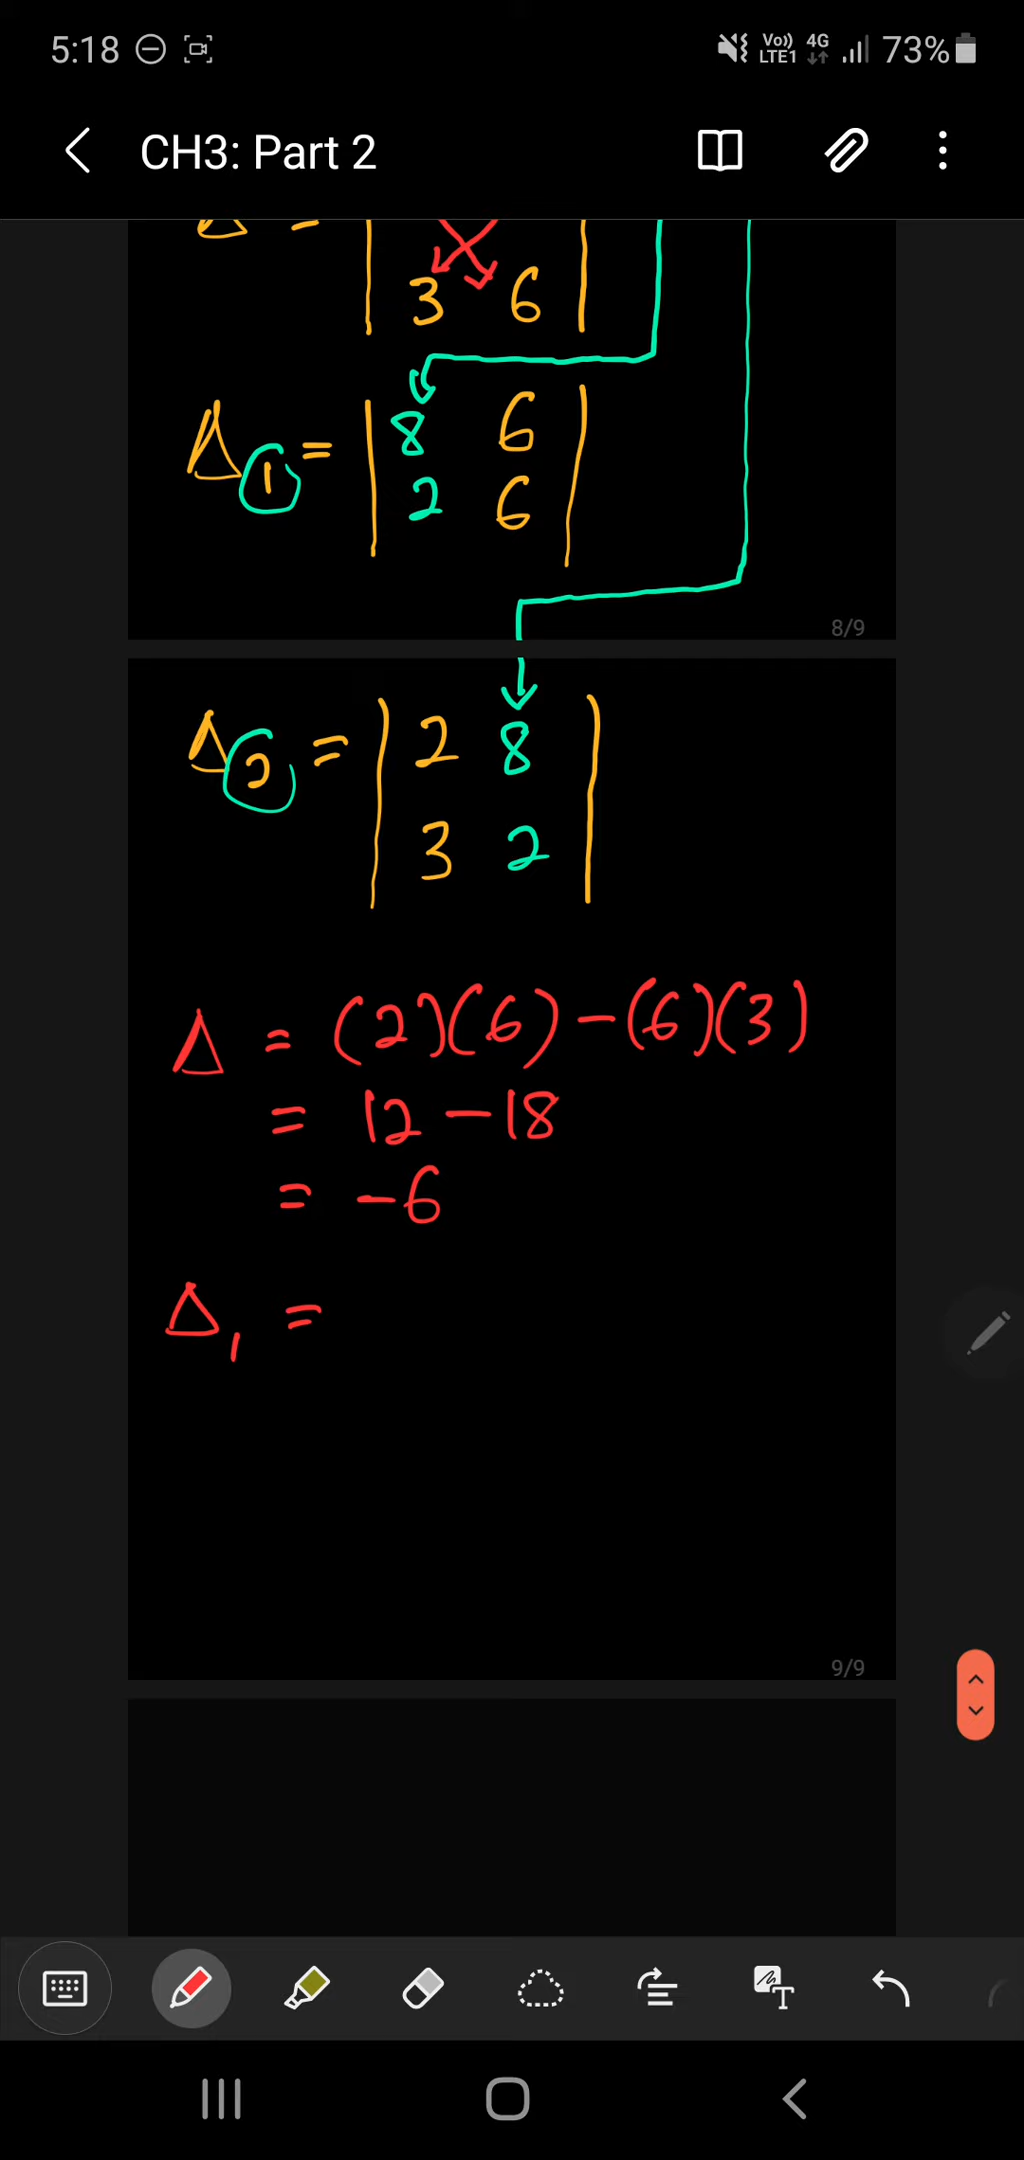 5:18 Vo)) LTE1 4G 73%
CH3: Part 2
Δ =
3 6
Δ1 = | 8 6 |
| 2 6 |
8/9
Δ2 = | 2 8 |
| 3 2 |
Δ = (2)(6) - (6)(3)
= 12 - 18
= -6
Δ1 =
9/9
T